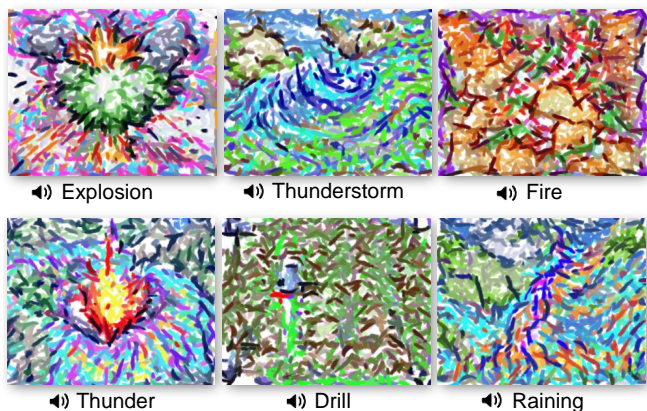 Explosion
Thunderstorm
Fire
Thunder
Drill
Raining